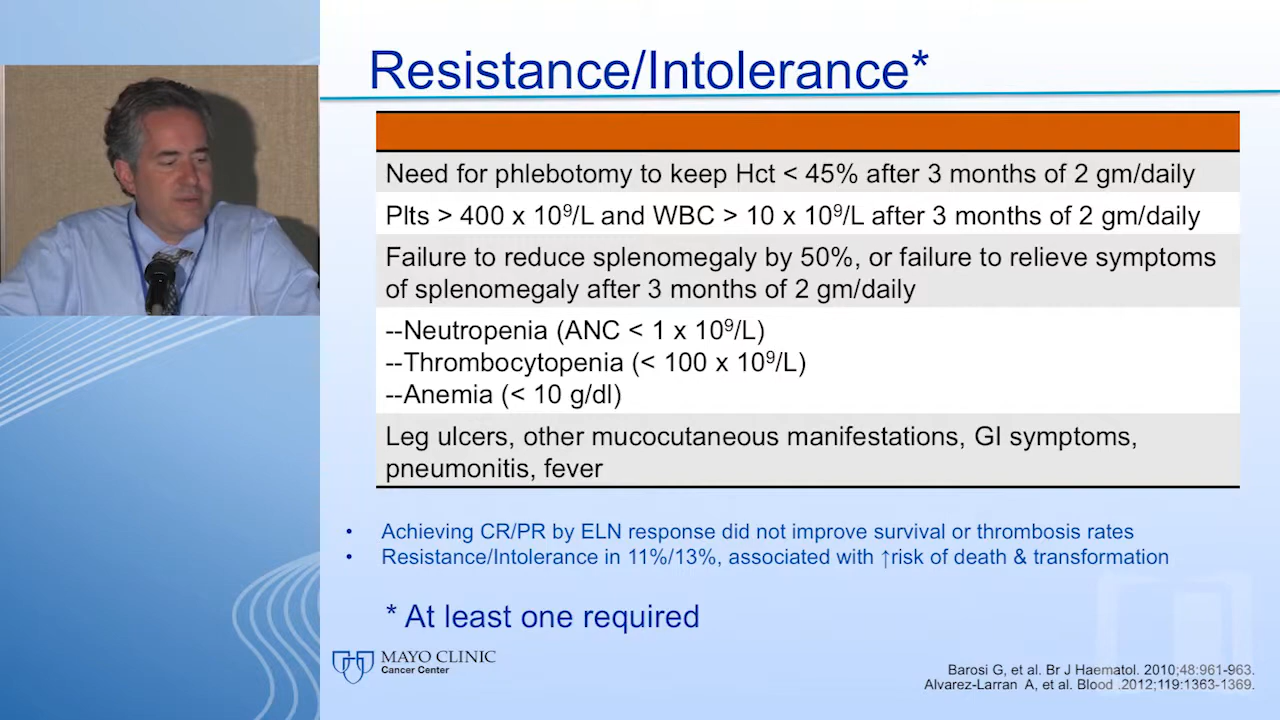 Resistance/Intolerance*
Need for phlebotomy to keep Hct < 45% after 3 months of 2 gm/daily
Plts > 400 x 10⁹/L and WBC > 10 x 10⁹/L after 3 months of 2 gm/daily
Failure to reduce splenomegaly by 50%, or failure to relieve symptoms
of splenomegaly after 3 months of 2 gm/daily
--Neutropenia (ANC < 1 x 10⁹/L)
--Thrombocytopenia (< 100 x 10⁹/L)
--Anemia (< 10 g/dl)
Leg ulcers, other mucocutaneous manifestations, GI symptoms,
pneumonitis, fever
• Achieving CR/PR by ELN response did not improve survival or thrombosis rates
• Resistance/Intolerance in 11%/13%, associated with ↑risk of death & transformation
* At least one required
MAYO CLINIC
Cancer Center
Barosi G, et al. Br J Haematol. 2010;48:961-963.
Alvarez-Larran A, et al. Blood .2012;119:1363-1369.